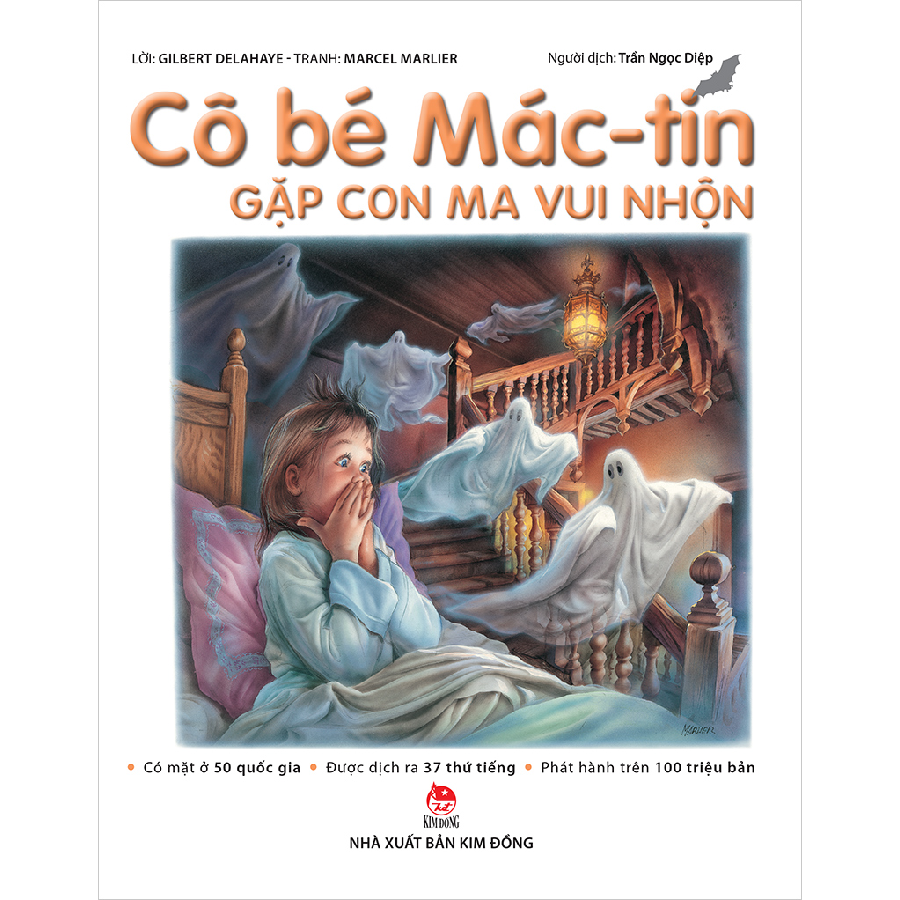 LỜI: GILBERT DELAHAYE - TRANH: MARCEL MARLIER Người dịch: Trần Ngọc Diệp
Cô bé Mác-tin
GẶP CON MA VUI NHỘN
MARLIER
• Có mặt ở 50 quốc gia • Được dịch ra 37 thứ tiếng • Phát hành trên 100 triệu bản
KIM ĐỒNG
NHÀ XUẤT BẢN KIM ĐỒNG